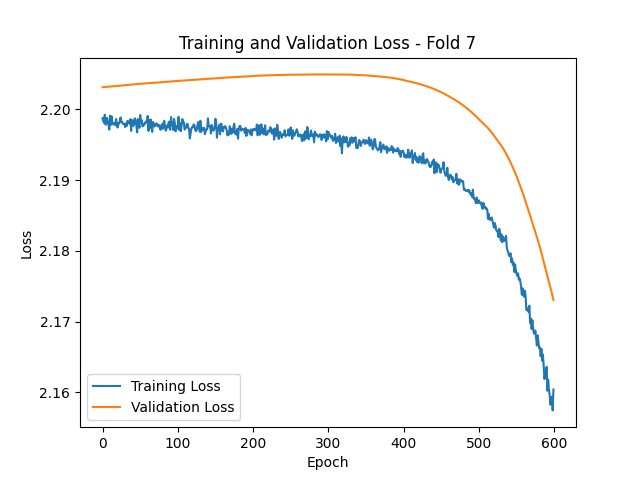 Training and Validation Loss - Fold 7
2.20
2.19
2.18
2.17
2.16
Loss
Training Loss
Validation Loss
0 100 200 300 400 500 600
Epoch